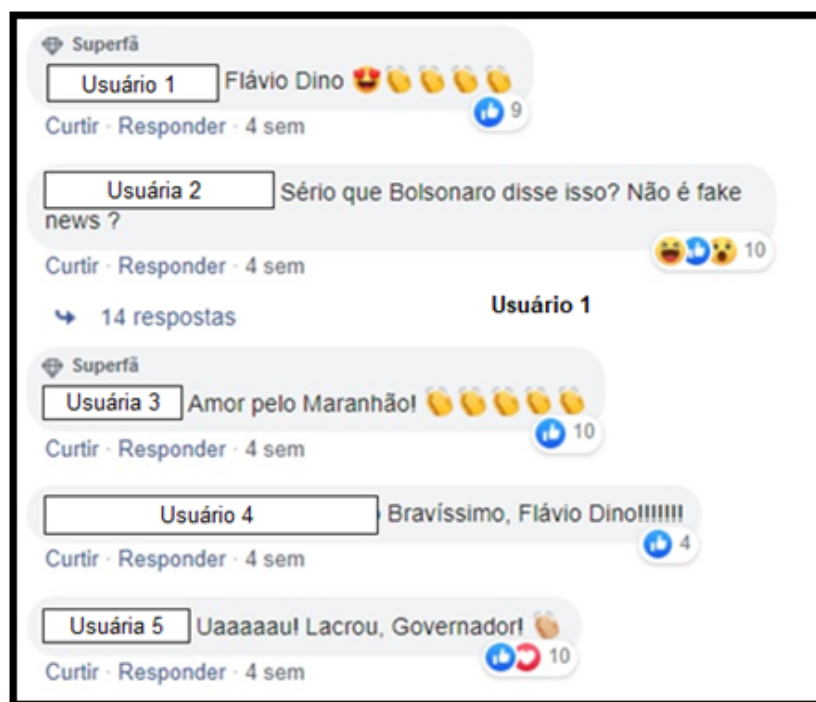 Superfã
Usuário 1 Flávio Dino 😍👏👏👏👏
9
Curtir · Responder · 4 sem
Usuária 2 Sério que Bolsonaro disse isso? Não é fake
news ?
10
Curtir · Responder · 4 sem
Usuário 1
14 respostas
Superfã
Usuária 3 Amor pelo Maranhão! 👏👏👏👏👏
10
Curtir · Responder · 4 sem
Usuário 4 Bravíssimo, Flávio Dino!!!!!!!
4
Curtir · Responder · 4 sem
Usuária 5 Uaaaaau! Lacrou, Governador! 👏🏼
10
Curtir · Responder · 4 sem